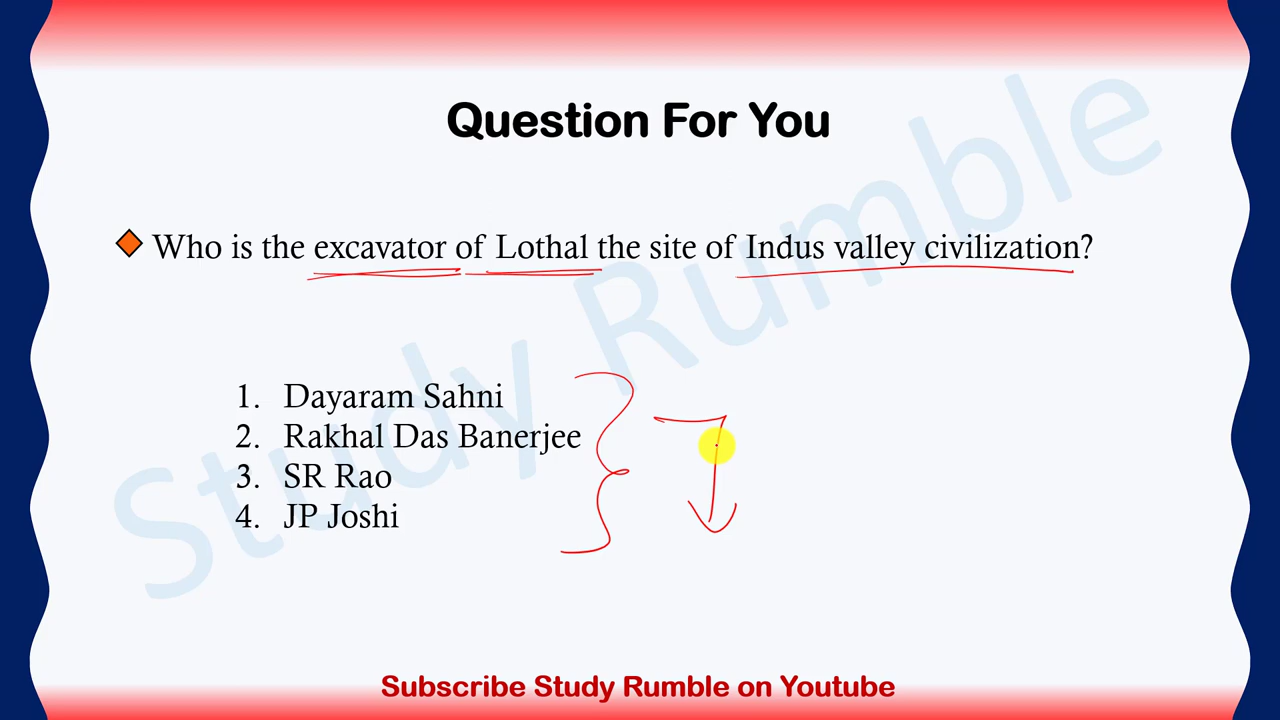 Question For You
Who is the excavator of Lothal the site of Indus valley civilization?
1. Dayaram Sahni
2. Rakhal Das Banerjee
3. SR Rao
4. JP Joshi
Study Rumble
Subscribe Study Rumble on Youtube